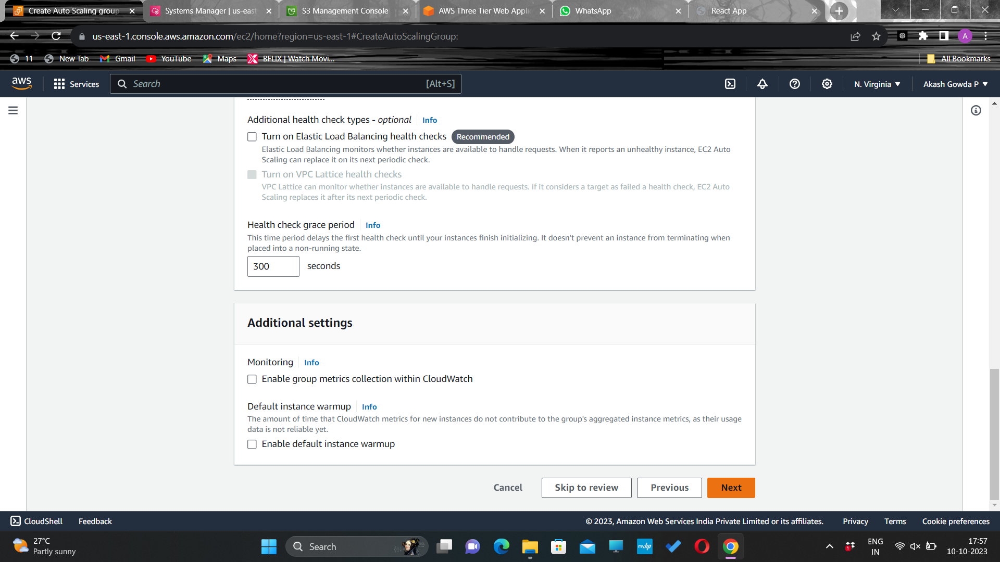 Create Auto Scaling group
Systems Manager | us-east
S3 Management Console
AWS Three Tier Web Applic
WhatsApp
React App
us-east-1.console.aws.amazon.com/ec2/home?region=us-east-1#CreateAutoScalingGroup:
A
11
New Tab
Gmail
YouTube
Maps
BFLIX | Watch Movi...
All Bookmarks
aws
Services
Search
[Alt+S]
N. Virginia
Akash Gowda P
Additional health check types - optional
Info
Turn on Elastic Load Balancing health checks
Recommended
Elastic Load Balancing monitors whether instances are available to handle requests. When it reports an unhealthy instance, EC2 Auto
Scaling can replace it on its next periodic check.
Turn on VPC Lattice health checks
VPC Lattice can monitor whether instances are available to handle requests. If it considers a target as failed a health check, EC2 Auto
Scaling replaces it after its next periodic check.
Health check grace period
Info
This time period delays the first health check until your instances finish initializing. It doesn't prevent an instance from terminating when
placed into a non-running state.
300
seconds
Additional settings
Monitoring
Info
Enable group metrics collection within CloudWatch
Default instance warmup
Info
The amount of time that CloudWatch metrics for new instances do not contribute to the group's aggregated instance metrics, as their usage
data is not reliable yet.
Enable default instance warmup
Cancel
Skip to review
Previous
Next
CloudShell
Feedback
© 2023, Amazon Web Services India Private Limited or its affiliates.
Privacy
Terms
Cookie preferences
27°C
Partly sunny
Search
myhp
1
ENG
IN
17:57
10-10-2023